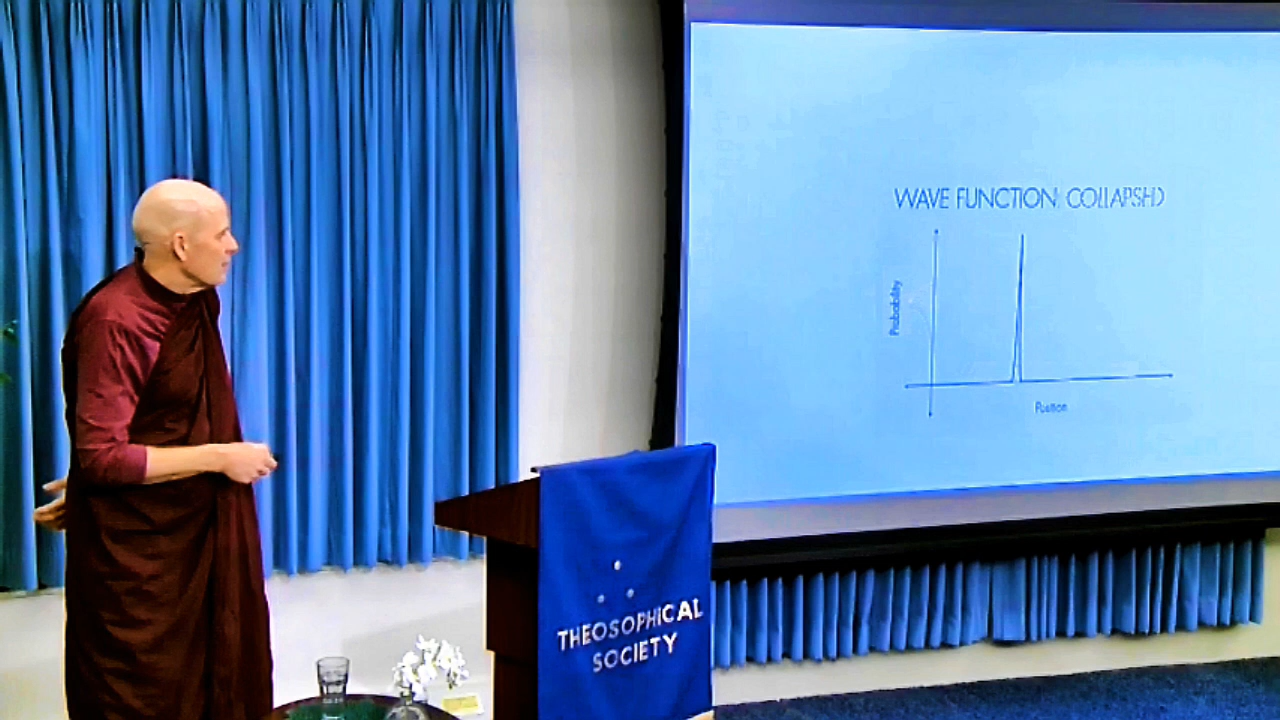 WAVE FUNCTION COLLAPSED
Probability
Position
THEOSOPHICAL
SOCIETY